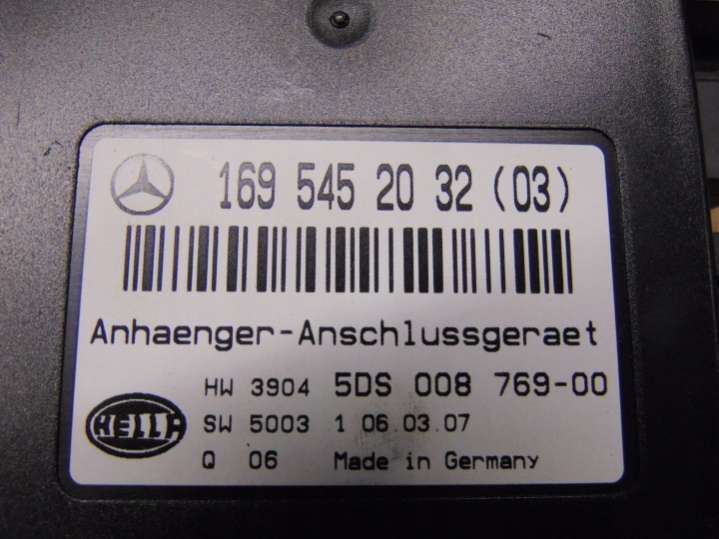 169 545 20 32 (03)
Anhaenger-Anschlussgeraet
HW 3904 5DS 008 769-00
HELLA SW 5003 1 06.03.07
Q 06 Made in Germany